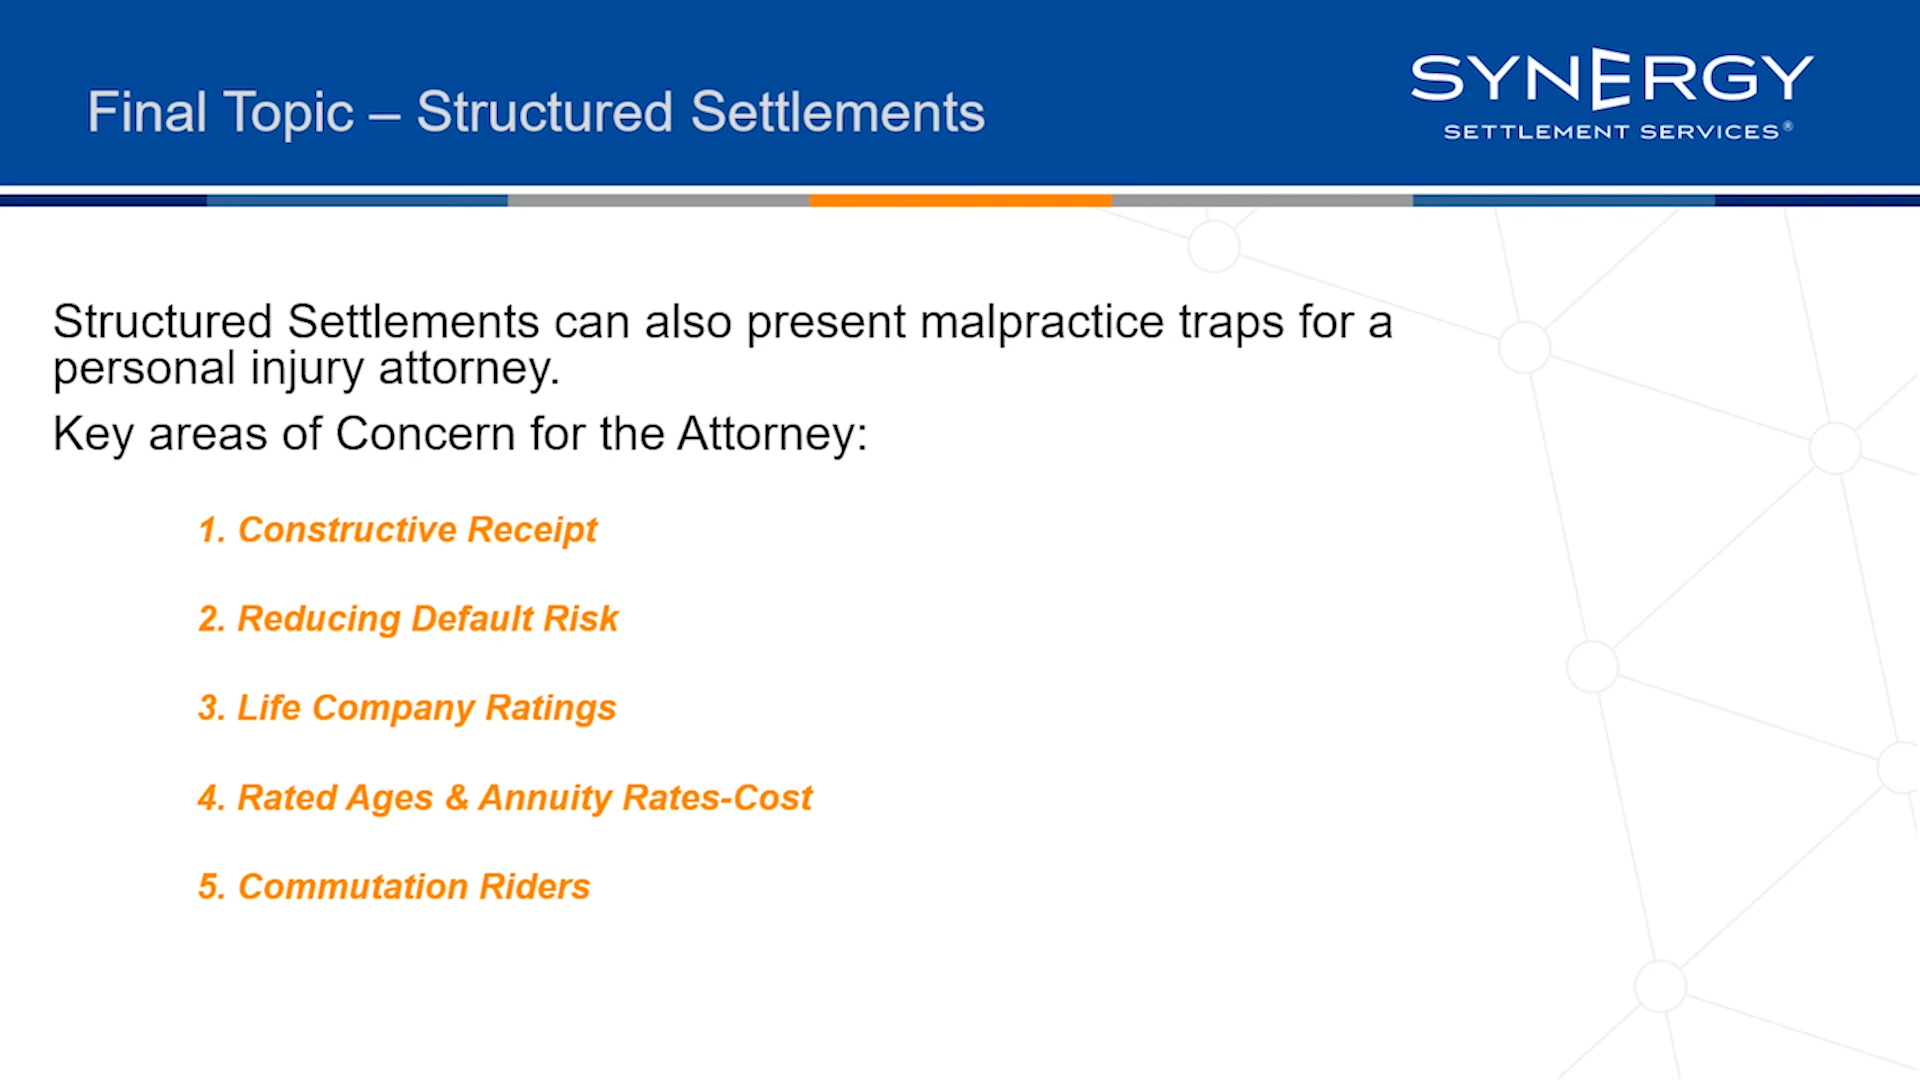 Final Topic – Structured Settlements
SYNERGY
SETTLEMENT SERVICES®
Structured Settlements can also present malpractice traps for a
personal injury attorney.
Key areas of Concern for the Attorney:
1. Constructive Receipt
2. Reducing Default Risk
3. Life Company Ratings
4. Rated Ages & Annuity Rates-Cost
5. Commutation Riders